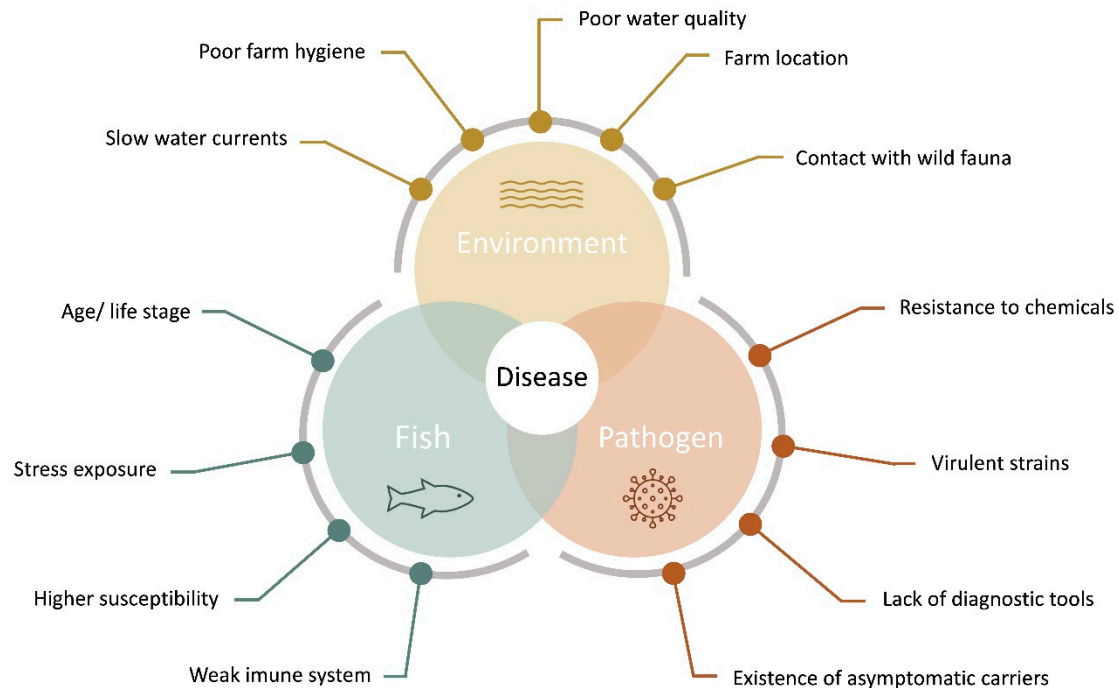 Poor water quality
Poor farm hygiene
Farm location
Slow water currents
Contact with wild fauna
Environment
Age/ life stage
Resistance to chemicals
Disease
Fish
Pathogen
Stress exposure
Virulent strains
Higher susceptibility
Lack of diagnostic tools
Weak imune system
Existence of asymptomatic carriers